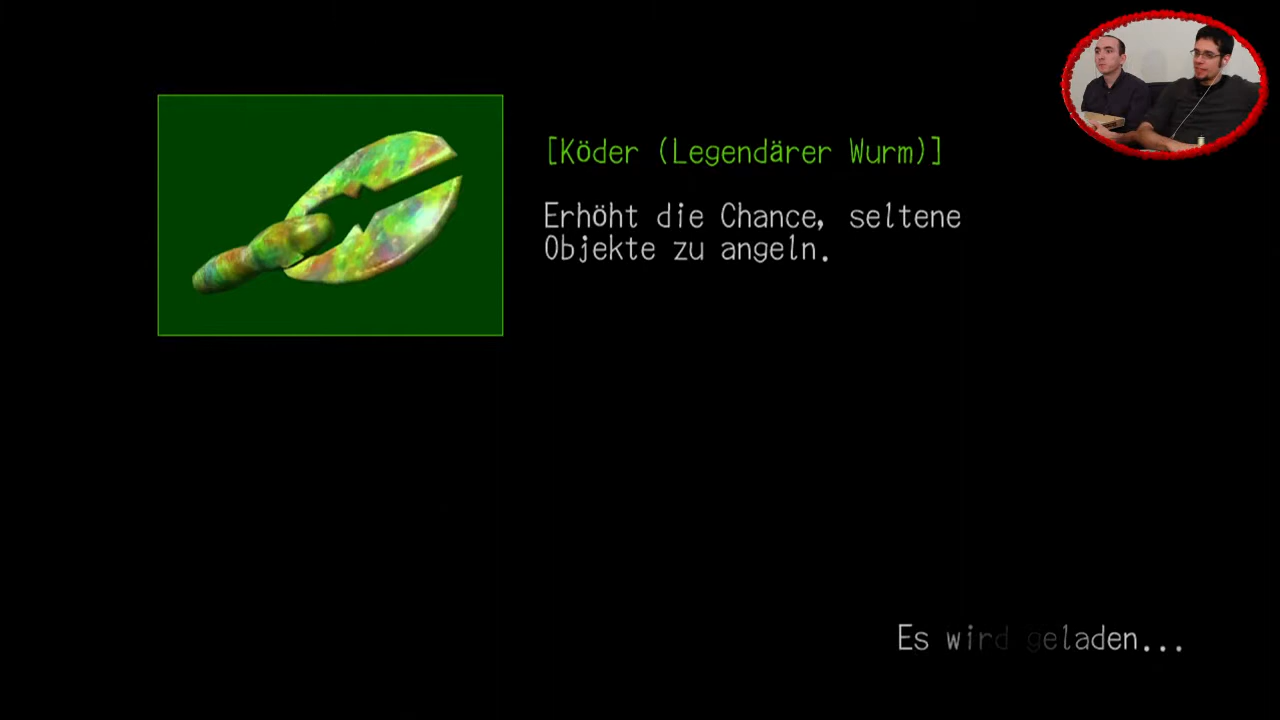 [Köder (Legendärer Wurm)]
Erhöht die Chance, seltene
Objekte zu angeln.
Es wird geladen...